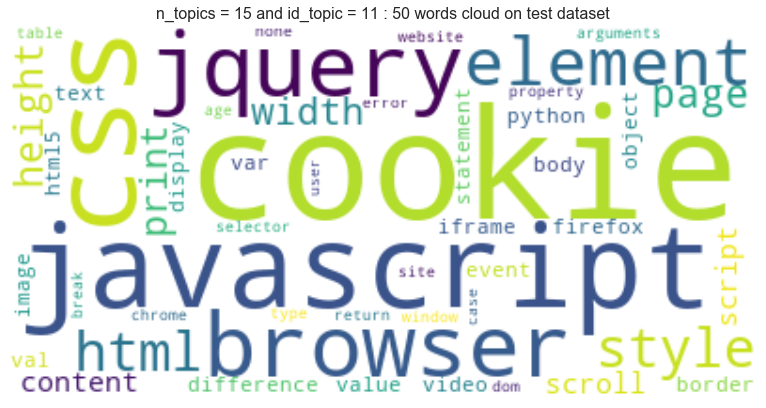 n_topics = 15 and id_topic = 11 : 50 words cloud on test dataset
table
none
website
arguments
jquery
element
css
height
text
age
width
error
property
page
html5
print
display
cookie
var
user
statement
python
body
object
selector
iframe
firefox
javascript
image
break
site
event
case
script
chrome
type
return
window
html
browser
style
val
content
difference
value
video
dom
scroll
border